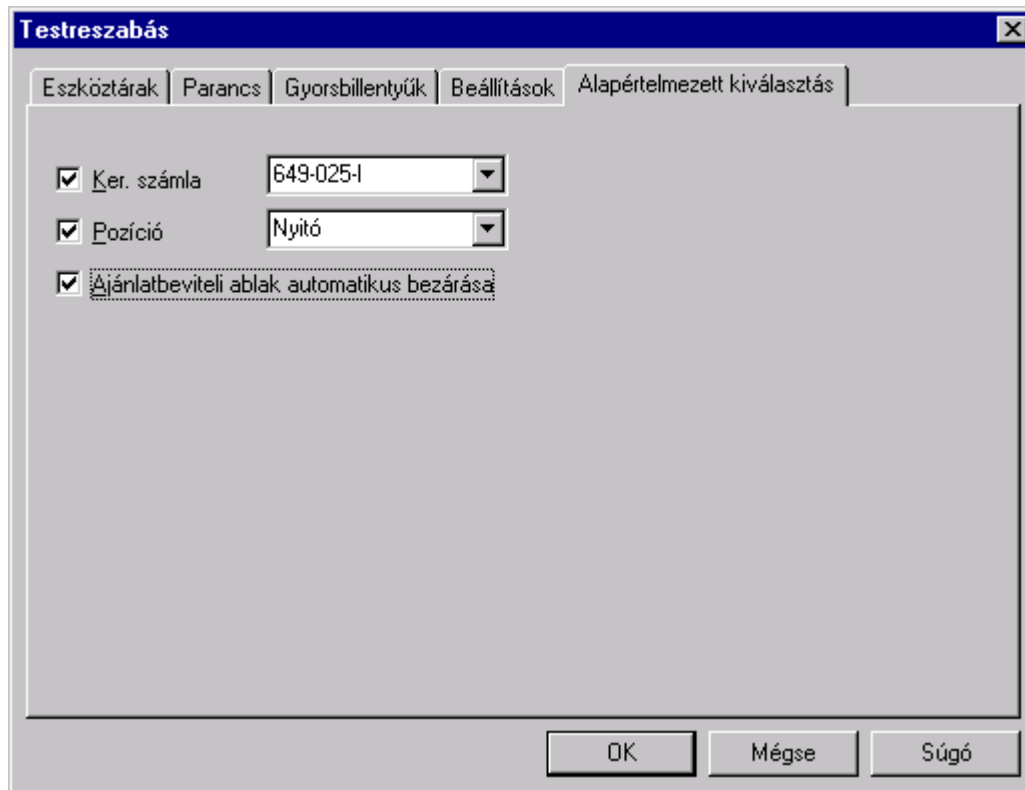 Testreszabás
Eszköztárak Parancs Gyorsbillentyűk Beállítások Alapértelmezett kiválasztás
Ker. számla 649-025-I
Pozíció Nyitó
Ajánlatbeviteli ablak automatikus bezárása
OK Mégse Súgó